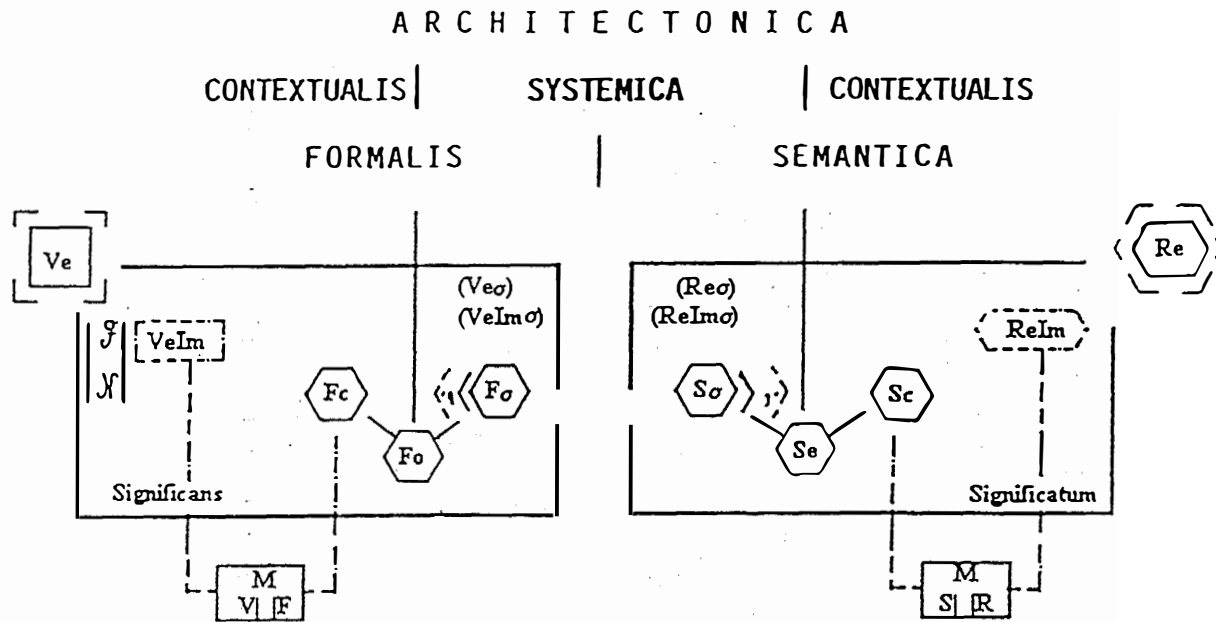 ARCHITECTONICA
CONTEXTUALIS SYSTEMICA CONTEXTUALIS
FORMALIS SEMANTICA
Ve Re
(Veσ) (Reσ)
(VeImσ) (ReImσ)
VeIm ReIm
Fc Fσ Sσ Sc
Fo Se
Significans Significatum
M M
V F S R